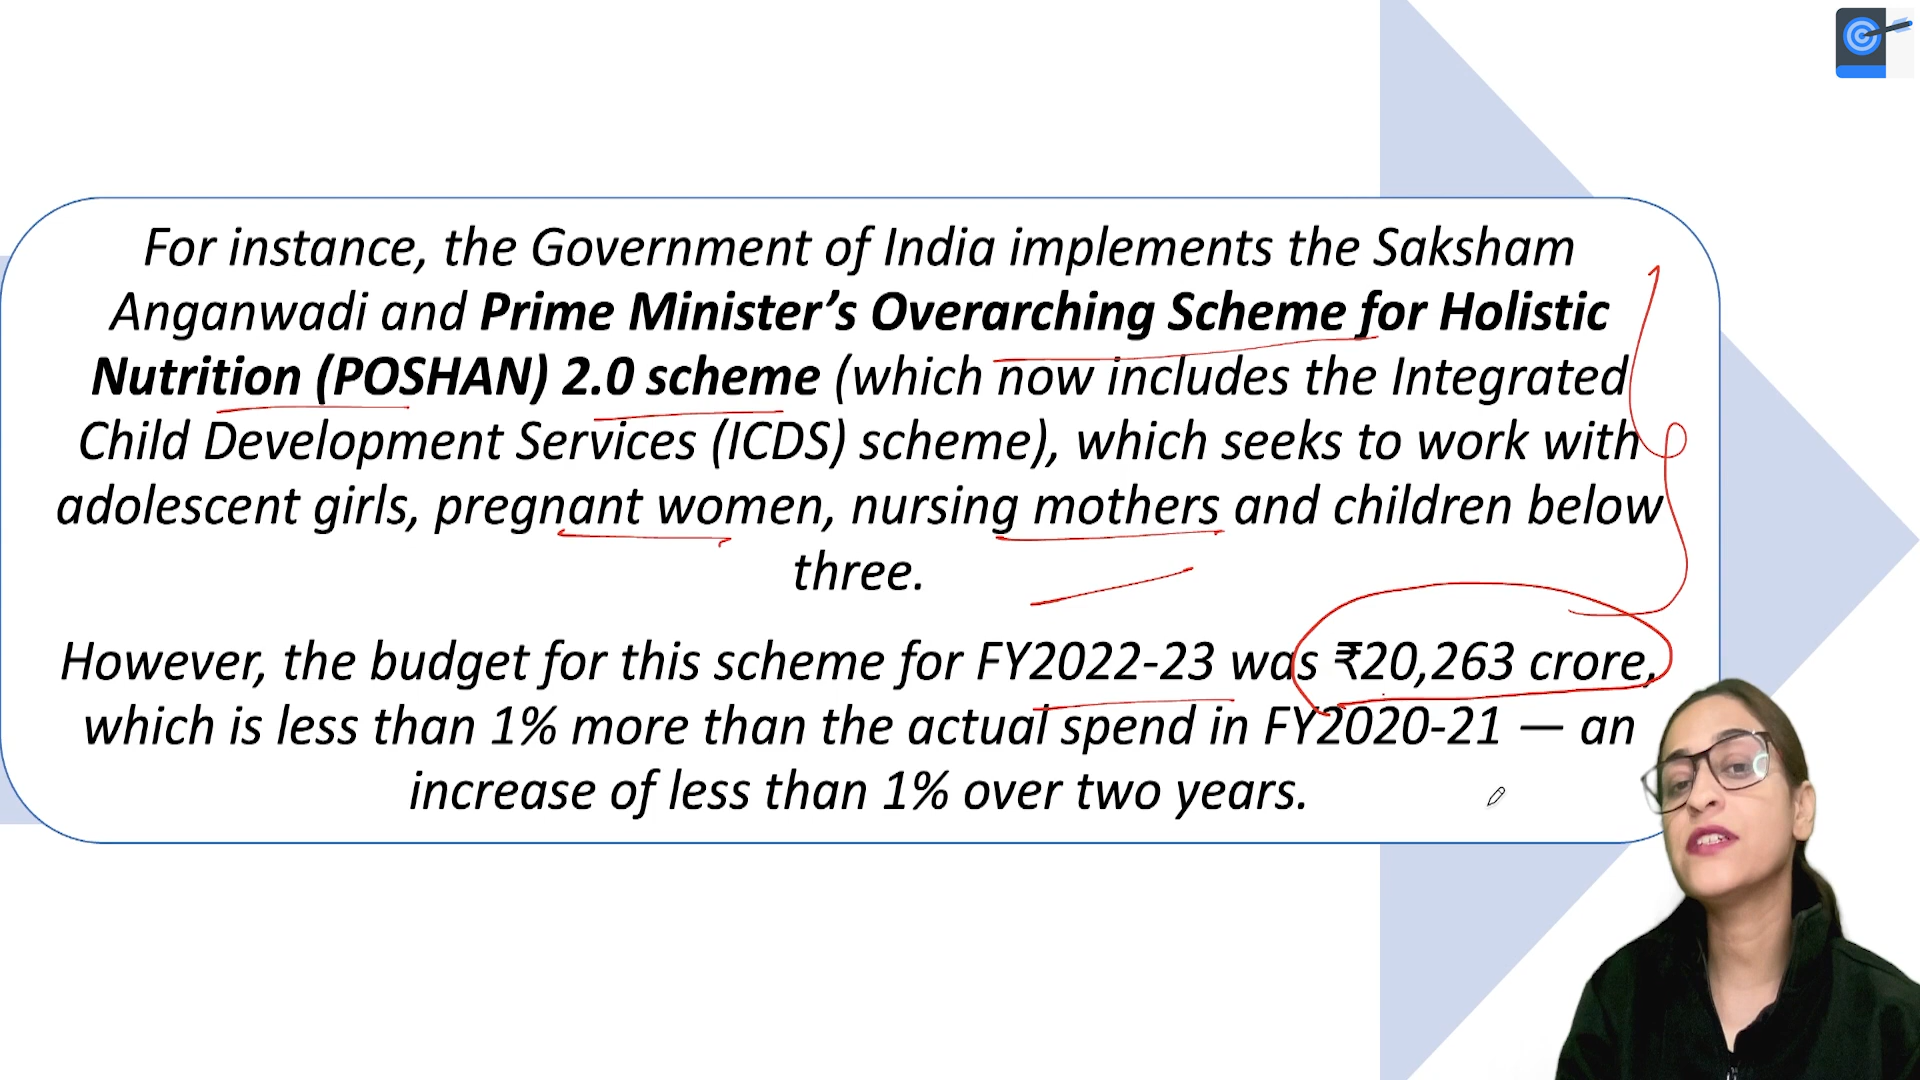 For instance, the Government of India implements the Saksham
Anganwadi and Prime Minister’s Overarching Scheme for Holistic
Nutrition (POSHAN) 2.0 scheme (which now includes the Integrated
Child Development Services (ICDS) scheme), which seeks to work with
adolescent girls, pregnant women, nursing mothers and children below
three.
However, the budget for this scheme for FY2022-23 was ₹20,263 crore,
which is less than 1% more than the actual spend in FY2020-21 — an
increase of less than 1% over two years.